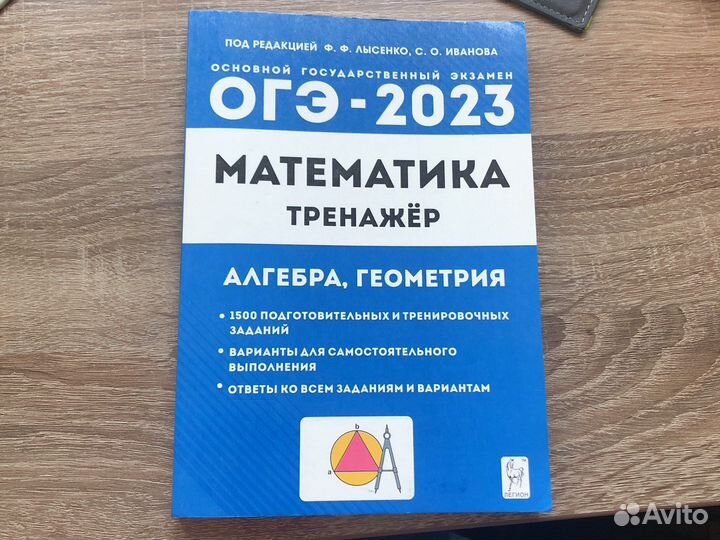 ПОД РЕДАКЦИЕЙ Ф. Ф. ЛЫСЕНКО, С. О. ИВАНОВА
ОСНОВНОЙ ГОСУДАРСТВЕННЫЙ ЭКЗАМЕН
ОГЭ - 2023
МАТЕМАТИКА
ТРЕНАЖЁР
АЛГЕБРА, ГЕОМЕТРИЯ
• 1500 ПОДГОТОВИТЕЛЬНЫХ И ТРЕНИРОВОЧНЫХ
ЗАДАНИЙ
• ВАРИАНТЫ ДЛЯ САМОСТОЯТЕЛЬНОГО
ВЫПОЛНЕНИЯ
• ОТВЕТЫ КО ВСЕМ ЗАДАНИЯМ И ВАРИАНТАМ
b
a
TM
ЛЕГИОН
Avito